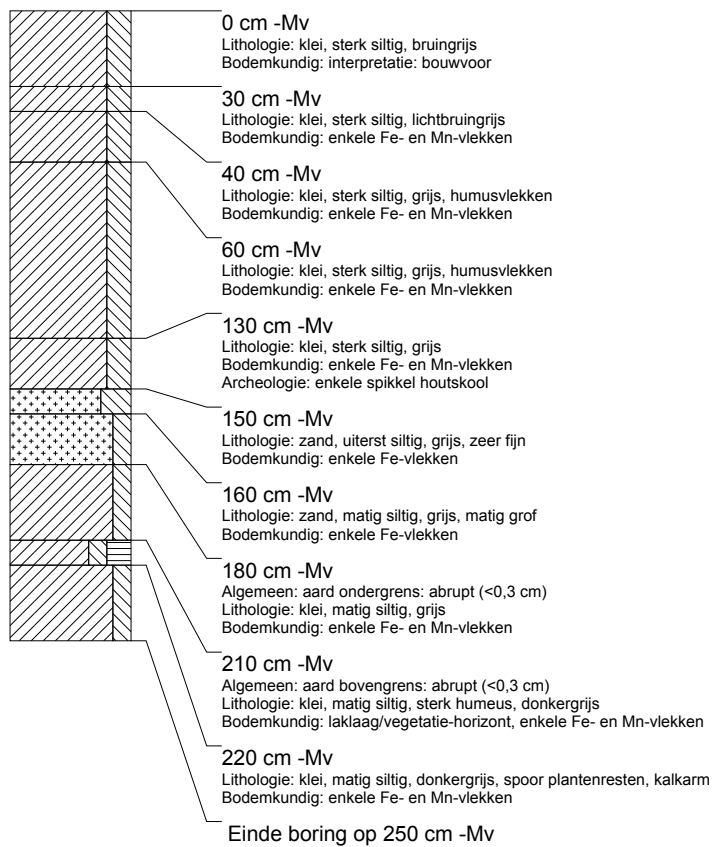 0 cm -Mv
Lithologie: klei, sterk siltig, bruingrijs
Bodemkundig: interpretatie: bouwvoor
30 cm -Mv
Lithologie: klei, sterk siltig, lichtbruingrijs
Bodemkundig: enkele Fe- en Mn-vlekken
40 cm -Mv
Lithologie: klei, sterk siltig, grijs, humusvlekken
Bodemkundig: enkele Fe- en Mn-vlekken
60 cm -Mv
Lithologie: klei, sterk siltig, grijs, humusvlekken
Bodemkundig: enkele Fe- en Mn-vlekken
130 cm -Mv
Lithologie: klei, sterk siltig, grijs
Bodemkundig: enkele Fe- en Mn-vlekken
Archeologie: enkele spikkel houtskool
150 cm -Mv
Lithologie: zand, uiterst siltig, grijs, zeer fijn
Bodemkundig: enkele Fe-vlekken
160 cm -Mv
Lithologie: zand, matig siltig, grijs, matig grof
Bodemkundig: enkele Fe-vlekken
180 cm -Mv
Algemeen: aard ondergrens: abrupt (<0,3 cm)
Lithologie: klei, matig siltig, grijs
Bodemkundig: enkele Fe- en Mn-vlekken
210 cm -Mv
Algemeen: aard bovengrens: abrupt (<0,3 cm)
Lithologie: klei, matig siltig, sterk humeus, donkergrijs
Bodemkundig: laklaag/vegetatie-horizont, enkele Fe- en Mn-vlekken
220 cm -Mv
Lithologie: klei, matig siltig, donkergrijs, spoor plantenresten, kalkarm
Bodemkundig: enkele Fe- en Mn-vlekken
Einde boring op 250 cm -Mv